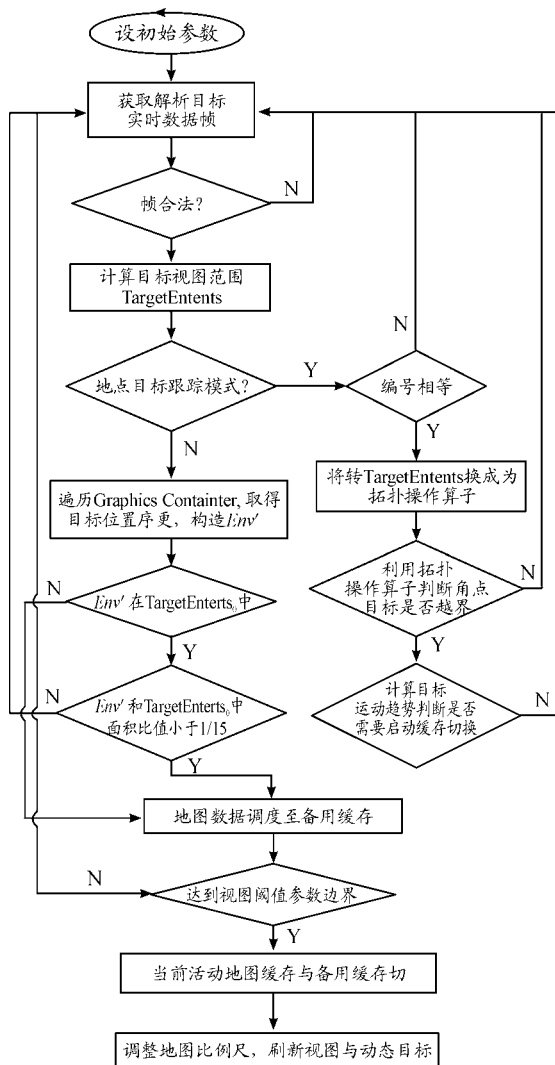 设初始参数
获取解析目标
实时数据帧
帧合法?
N
计算目标视图范围
TargetEntents
N
地点目标跟踪模式?
Y
编号相等
N
Y
遍历Graphics Containter, 取得
目标位置序更，构造Env'
将转TargetEntents换成为
拓扑操作算子
N
Env' 在TargetEnterts₀中
利用拓扑
操作算子判断角点
目标是否越界
N
Y
Y
N
Env' 和TargetEnterts₀中
面积比值小于1/15
计算目标
运动趋势判断是否
需要启动缓存切换
N
Y
地图数据调度至备用缓存
N
达到视图阈值参数边界
Y
当前活动地图缓存与备用缓存切
调整地图比例尺，刷新视图与动态目标